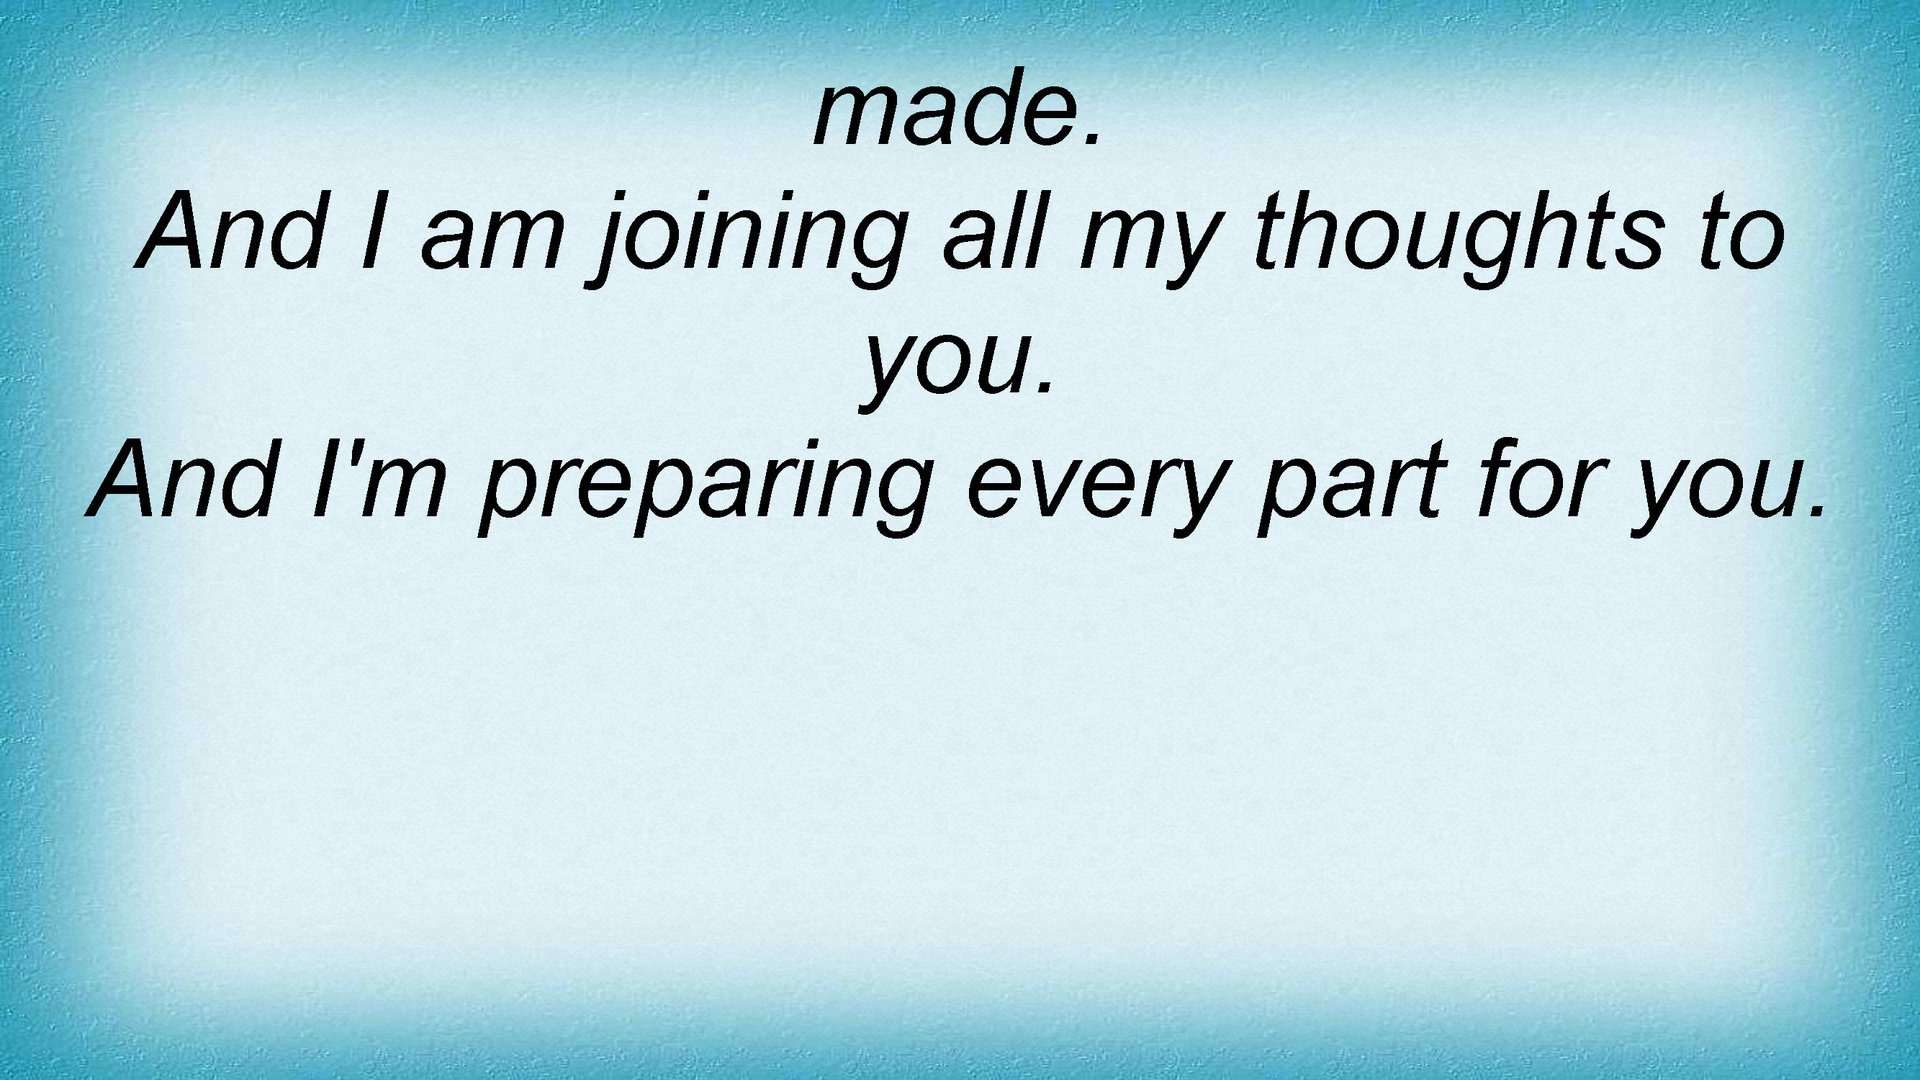 made.
And I am joining all my thoughts to
you.
And I'm preparing every part for you.